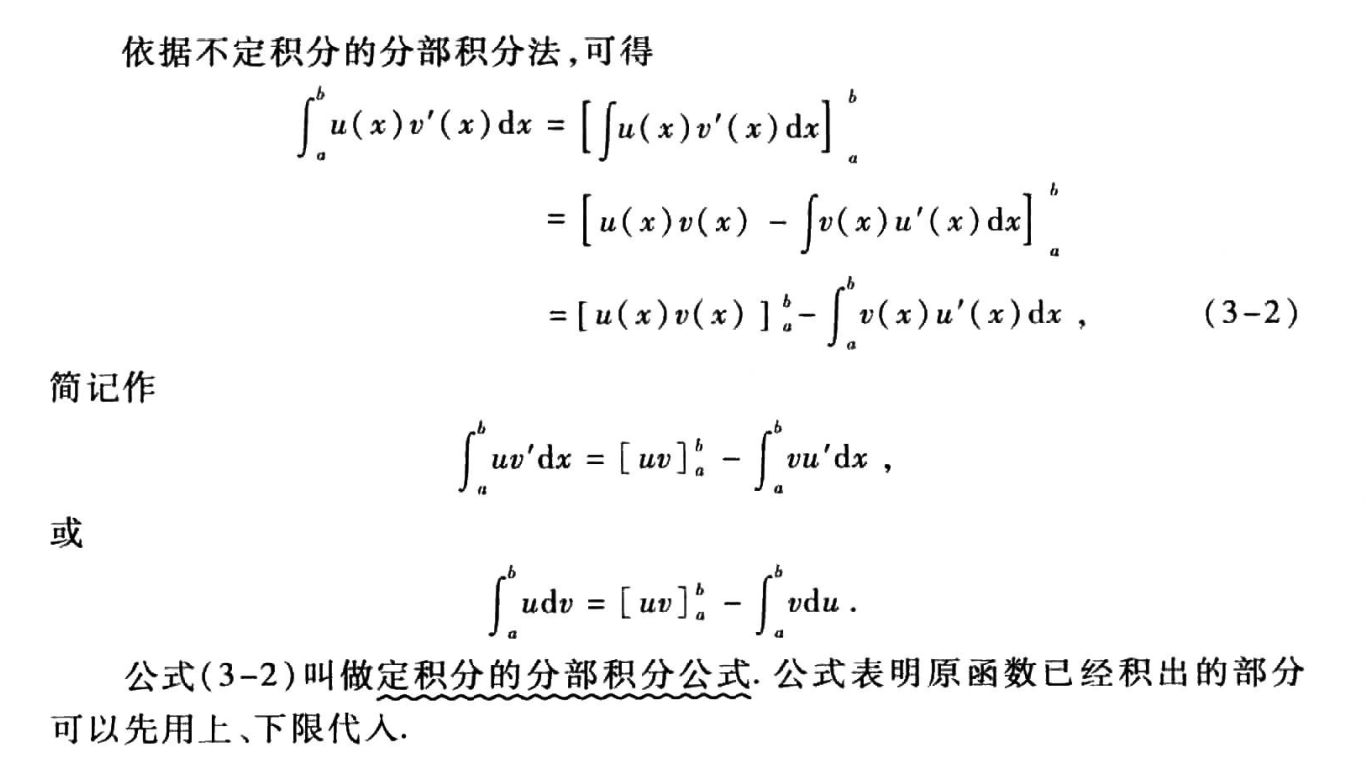 依据不定积分的分部积分法,可得
$$\int_a^b u(x)v'(x)\mathrm{d}x = \left[\int u(x)v'(x)\mathrm{d}x\right]_a^b$$
$$= \left[u(x)v(x) - \int v(x)u'(x)\mathrm{d}x\right]_a^b$$
$$= [u(x)v(x)]_a^b - \int_a^b v(x)u'(x)\mathrm{d}x, \quad (3-2)$$
简记作
$$\int_a^b uv'\mathrm{d}x = [uv]_a^b - \int_a^b vu'\mathrm{d}x,$$
或
$$\int_a^b u\mathrm{d}v = [uv]_a^b - \int_a^b v\mathrm{d}u.$$
公式(3-2)叫做定积分的分部积分公式. 公式表明原函数已经积出的部分
可以先用上、下限代入.